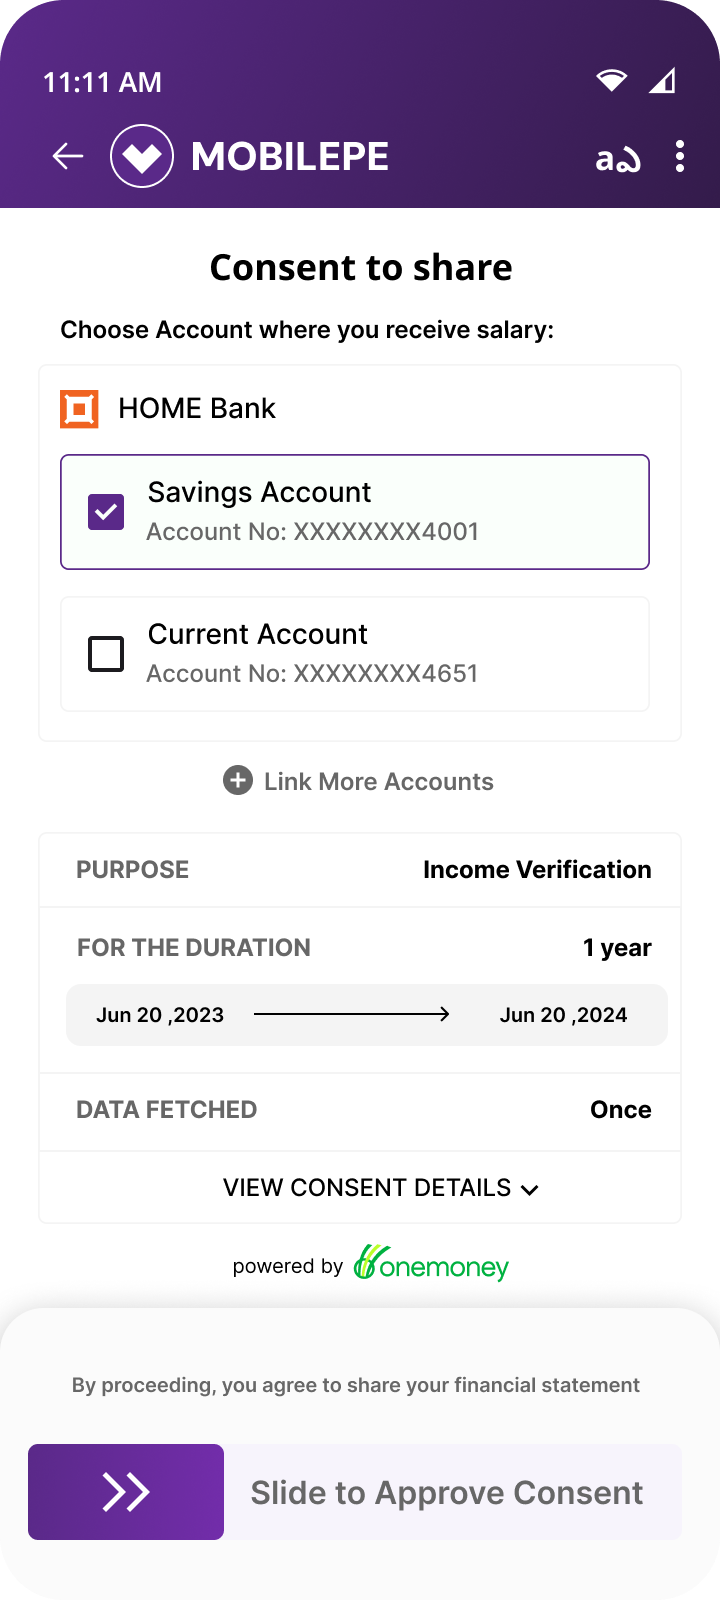 11:11 AM
MOBILEPE
Consent to share
Choose Account where you receive salary:
HOME Bank
Savings Account
Account No: XXXXXXXX4001
Current Account
Account No: XXXXXXXX4651
Link More Accounts
PURPOSE Income Verification
FOR THE DURATION 1 year
Jun 20 ,2023 Jun 20 ,2024
DATA FETCHED Once
VIEW CONSENT DETAILS
powered by onemoney
By proceeding, you agree to share your financial statement
Slide to Approve Consent